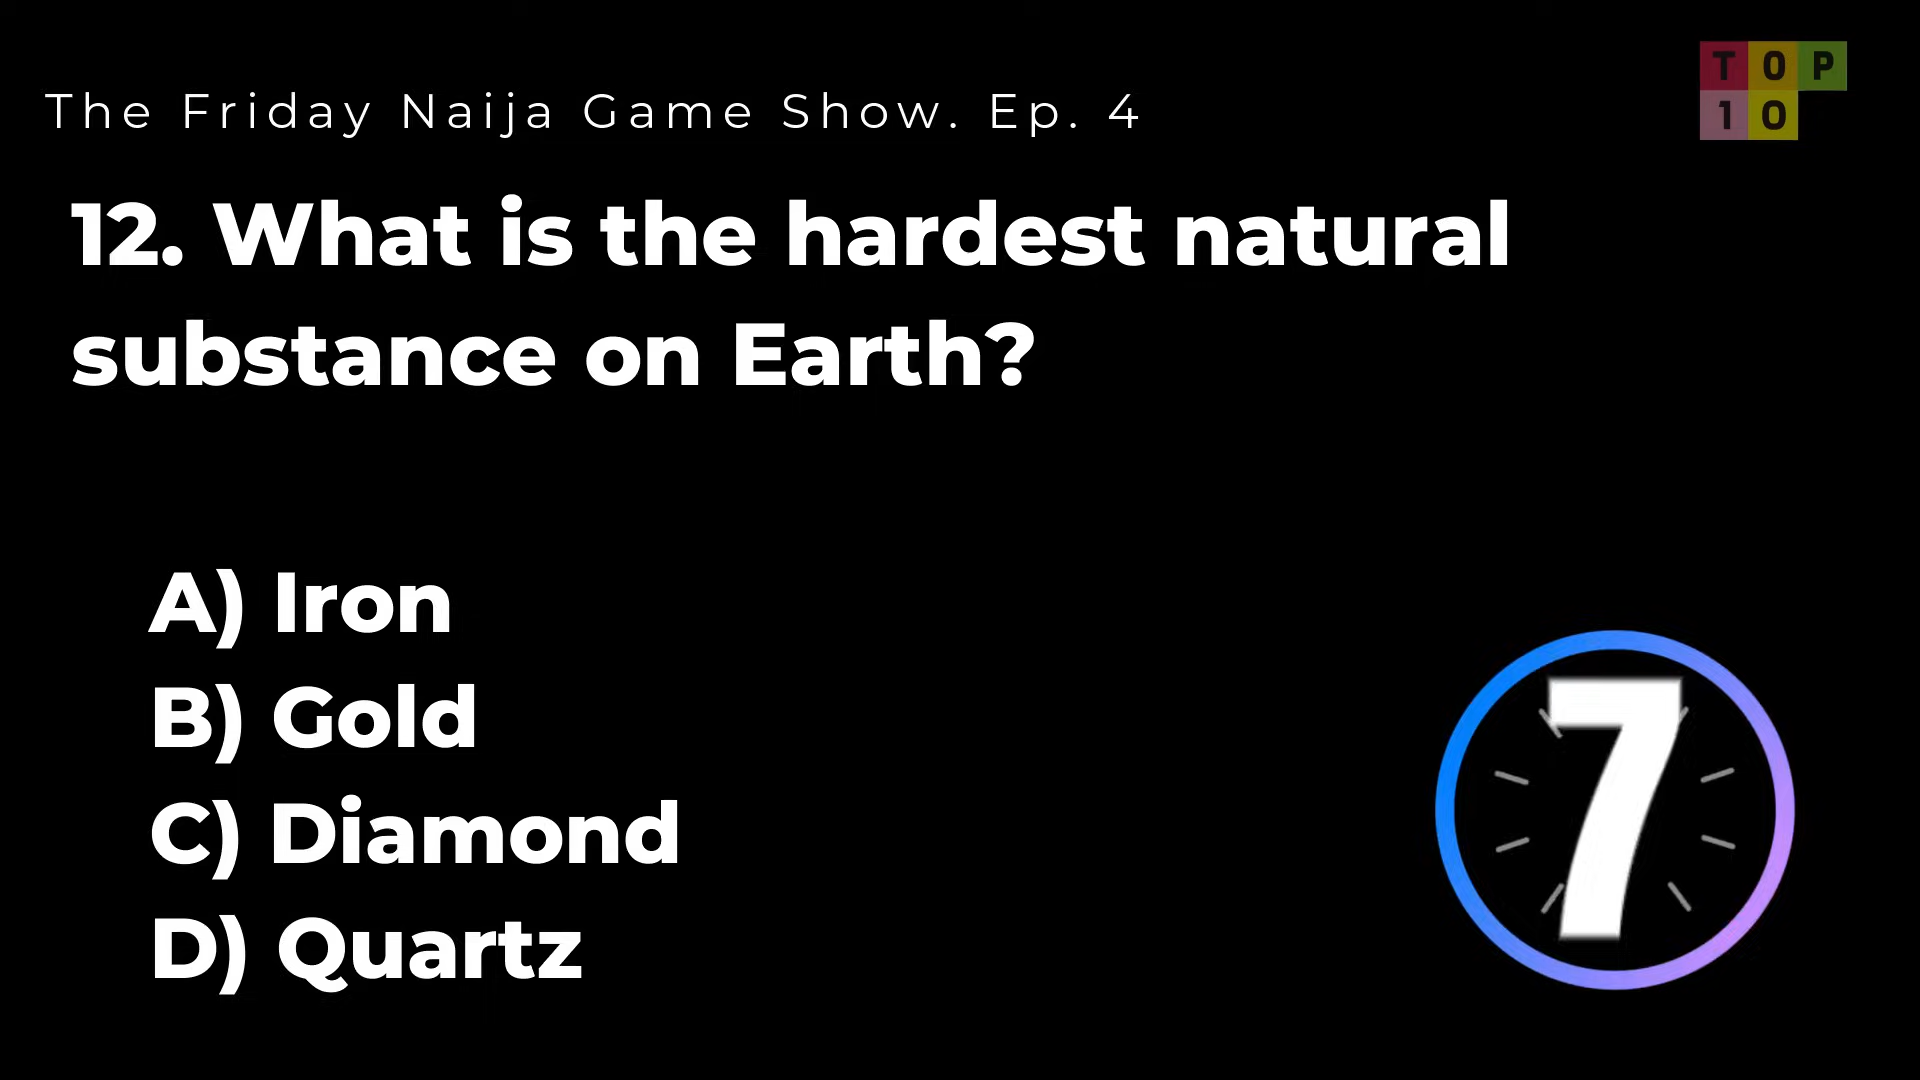 The Friday Naija Game Show. Ep. 4
TOP
10
12. What is the hardest natural
substance on Earth?
A) Iron
B) Gold
C) Diamond
D) Quartz
7